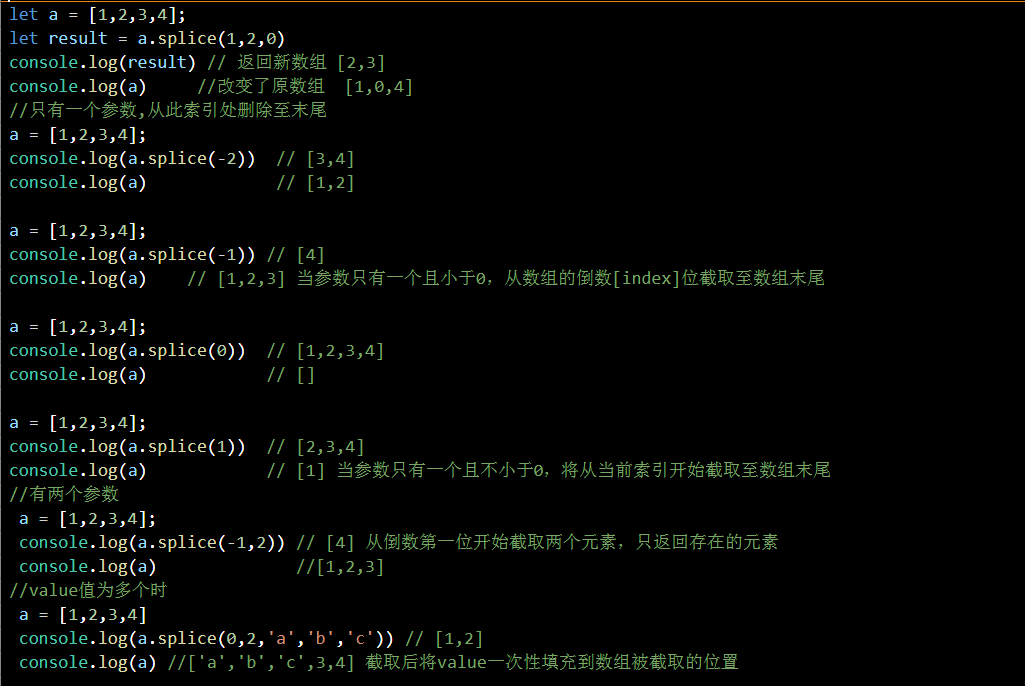 let a = [1,2,3,4];
let result = a.splice(1,2,0)
console.log(result) // 返回新数组 [2,3]
console.log(a)     //改变了原数组  [1,0,4]
//只有一个参数,从此索引处删除至末尾
a = [1,2,3,4];
console.log(a.splice(-2))  // [3,4]
console.log(a)             // [1,2]

a = [1,2,3,4];
console.log(a.splice(-1)) // [4]
console.log(a)    // [1,2,3] 当参数只有一个且小于0，从数组的倒数[index]位截取至数组末尾

a = [1,2,3,4];
console.log(a.splice(0))  // [1,2,3,4]
console.log(a)            // []

a = [1,2,3,4];
console.log(a.splice(1))  // [2,3,4]
console.log(a)            // [1] 当参数只有一个且不小于0，将从当前索引开始截取至数组末尾
//有两个参数
 a = [1,2,3,4];
 console.log(a.splice(-1,2)) // [4] 从倒数第一位开始截取两个元素，只返回存在的元素
 console.log(a)              //[1,2,3]
//value值为多个时
 a = [1,2,3,4]
 console.log(a.splice(0,2,'a','b','c')) // [1,2]
 console.log(a) //['a','b','c',3,4] 截取后将value一次性填充到数组被截取的位置